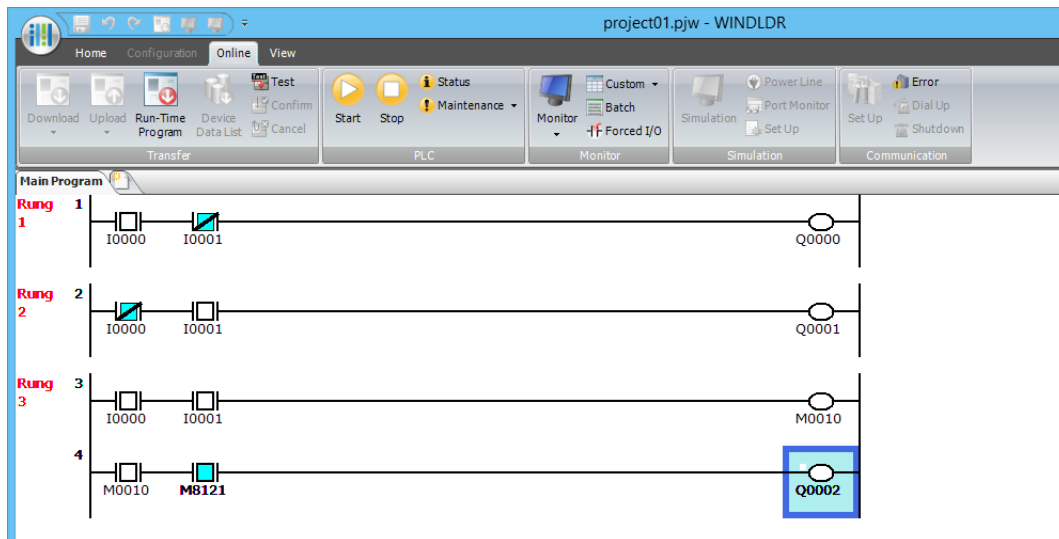 project01.pjw - WINDLDR
Home Configuration Online View
Download Upload Run-Time Program Device Data List Test Confirm Cancel
Transfer
Start Stop Status Maintenance
PLC
Monitor Custom Batch Forced I/O
Monitor
Simulation Power Line Port Monitor Set Up
Simulation
Set Up Error Dial Up Shutdown
Communication
Main Program
Rung 1 1
I0000 I0001 Q0000
Rung 2 2
I0000 I0001 Q0001
Rung 3 3
I0000 I0001 M0010
4
M0010 M8121 Q0002